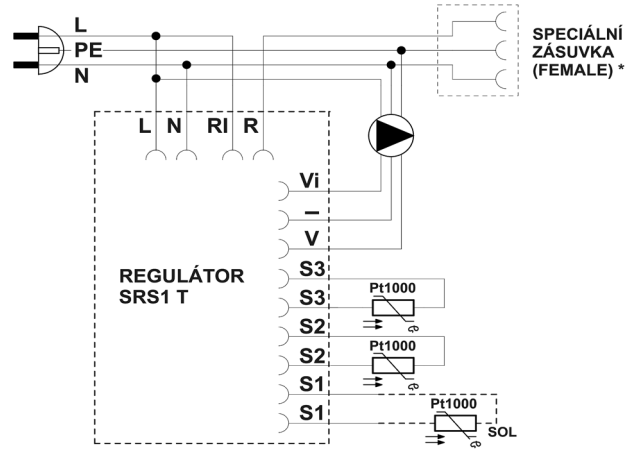 L
PE
N
SPECIÁLNÍ
ZÁSUVKA
(FEMALE) *
L N RI R
Vi
–
V
REGULÁTOR
SRS1 T
S3
S3
Pt1000
S2
S2
Pt1000
S1
S1
Pt1000
SOL